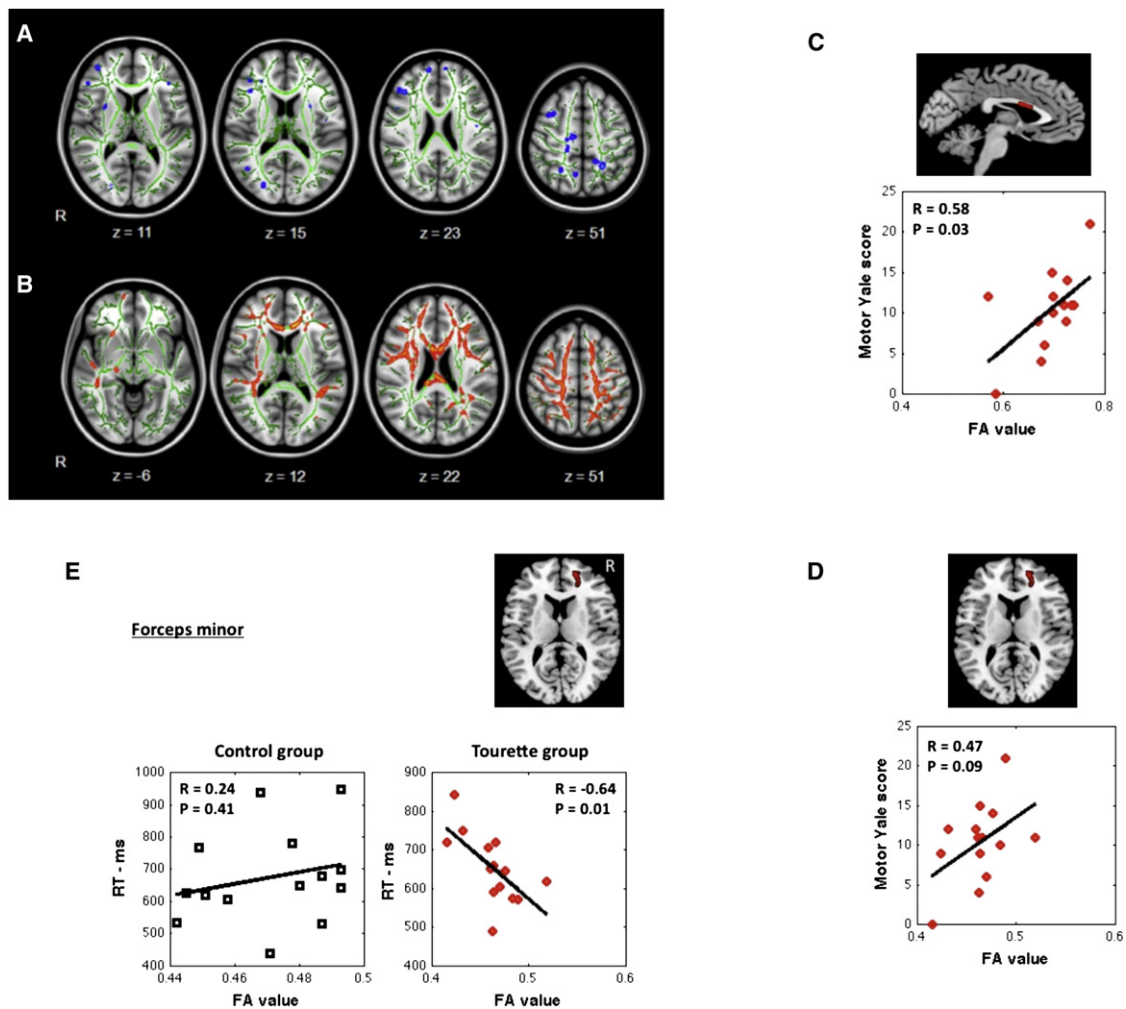 A
R
z = 11
z = 15
z = 23
z = 51
B
R
z = -6
z = 12
z = 22
z = 51
C
R = 0.58
P = 0.03
Motor Yale score
25
20
15
10
5
0
0.4
0.6
0.8
FA value
E
R
Forceps minor
Control group
R = 0.24
P = 0.41
RT - ms
1000
900
800
700
600
500
400
0.44
0.46
0.48
0.5
FA value
Tourette group
R = -0.64
P = 0.01
RT - ms
900
800
700
600
500
400
0.4
0.5
0.6
FA value
D
R = 0.47
P = 0.09
Motor Yale score
25
20
15
10
5
0
0.4
0.5
0.6
FA value